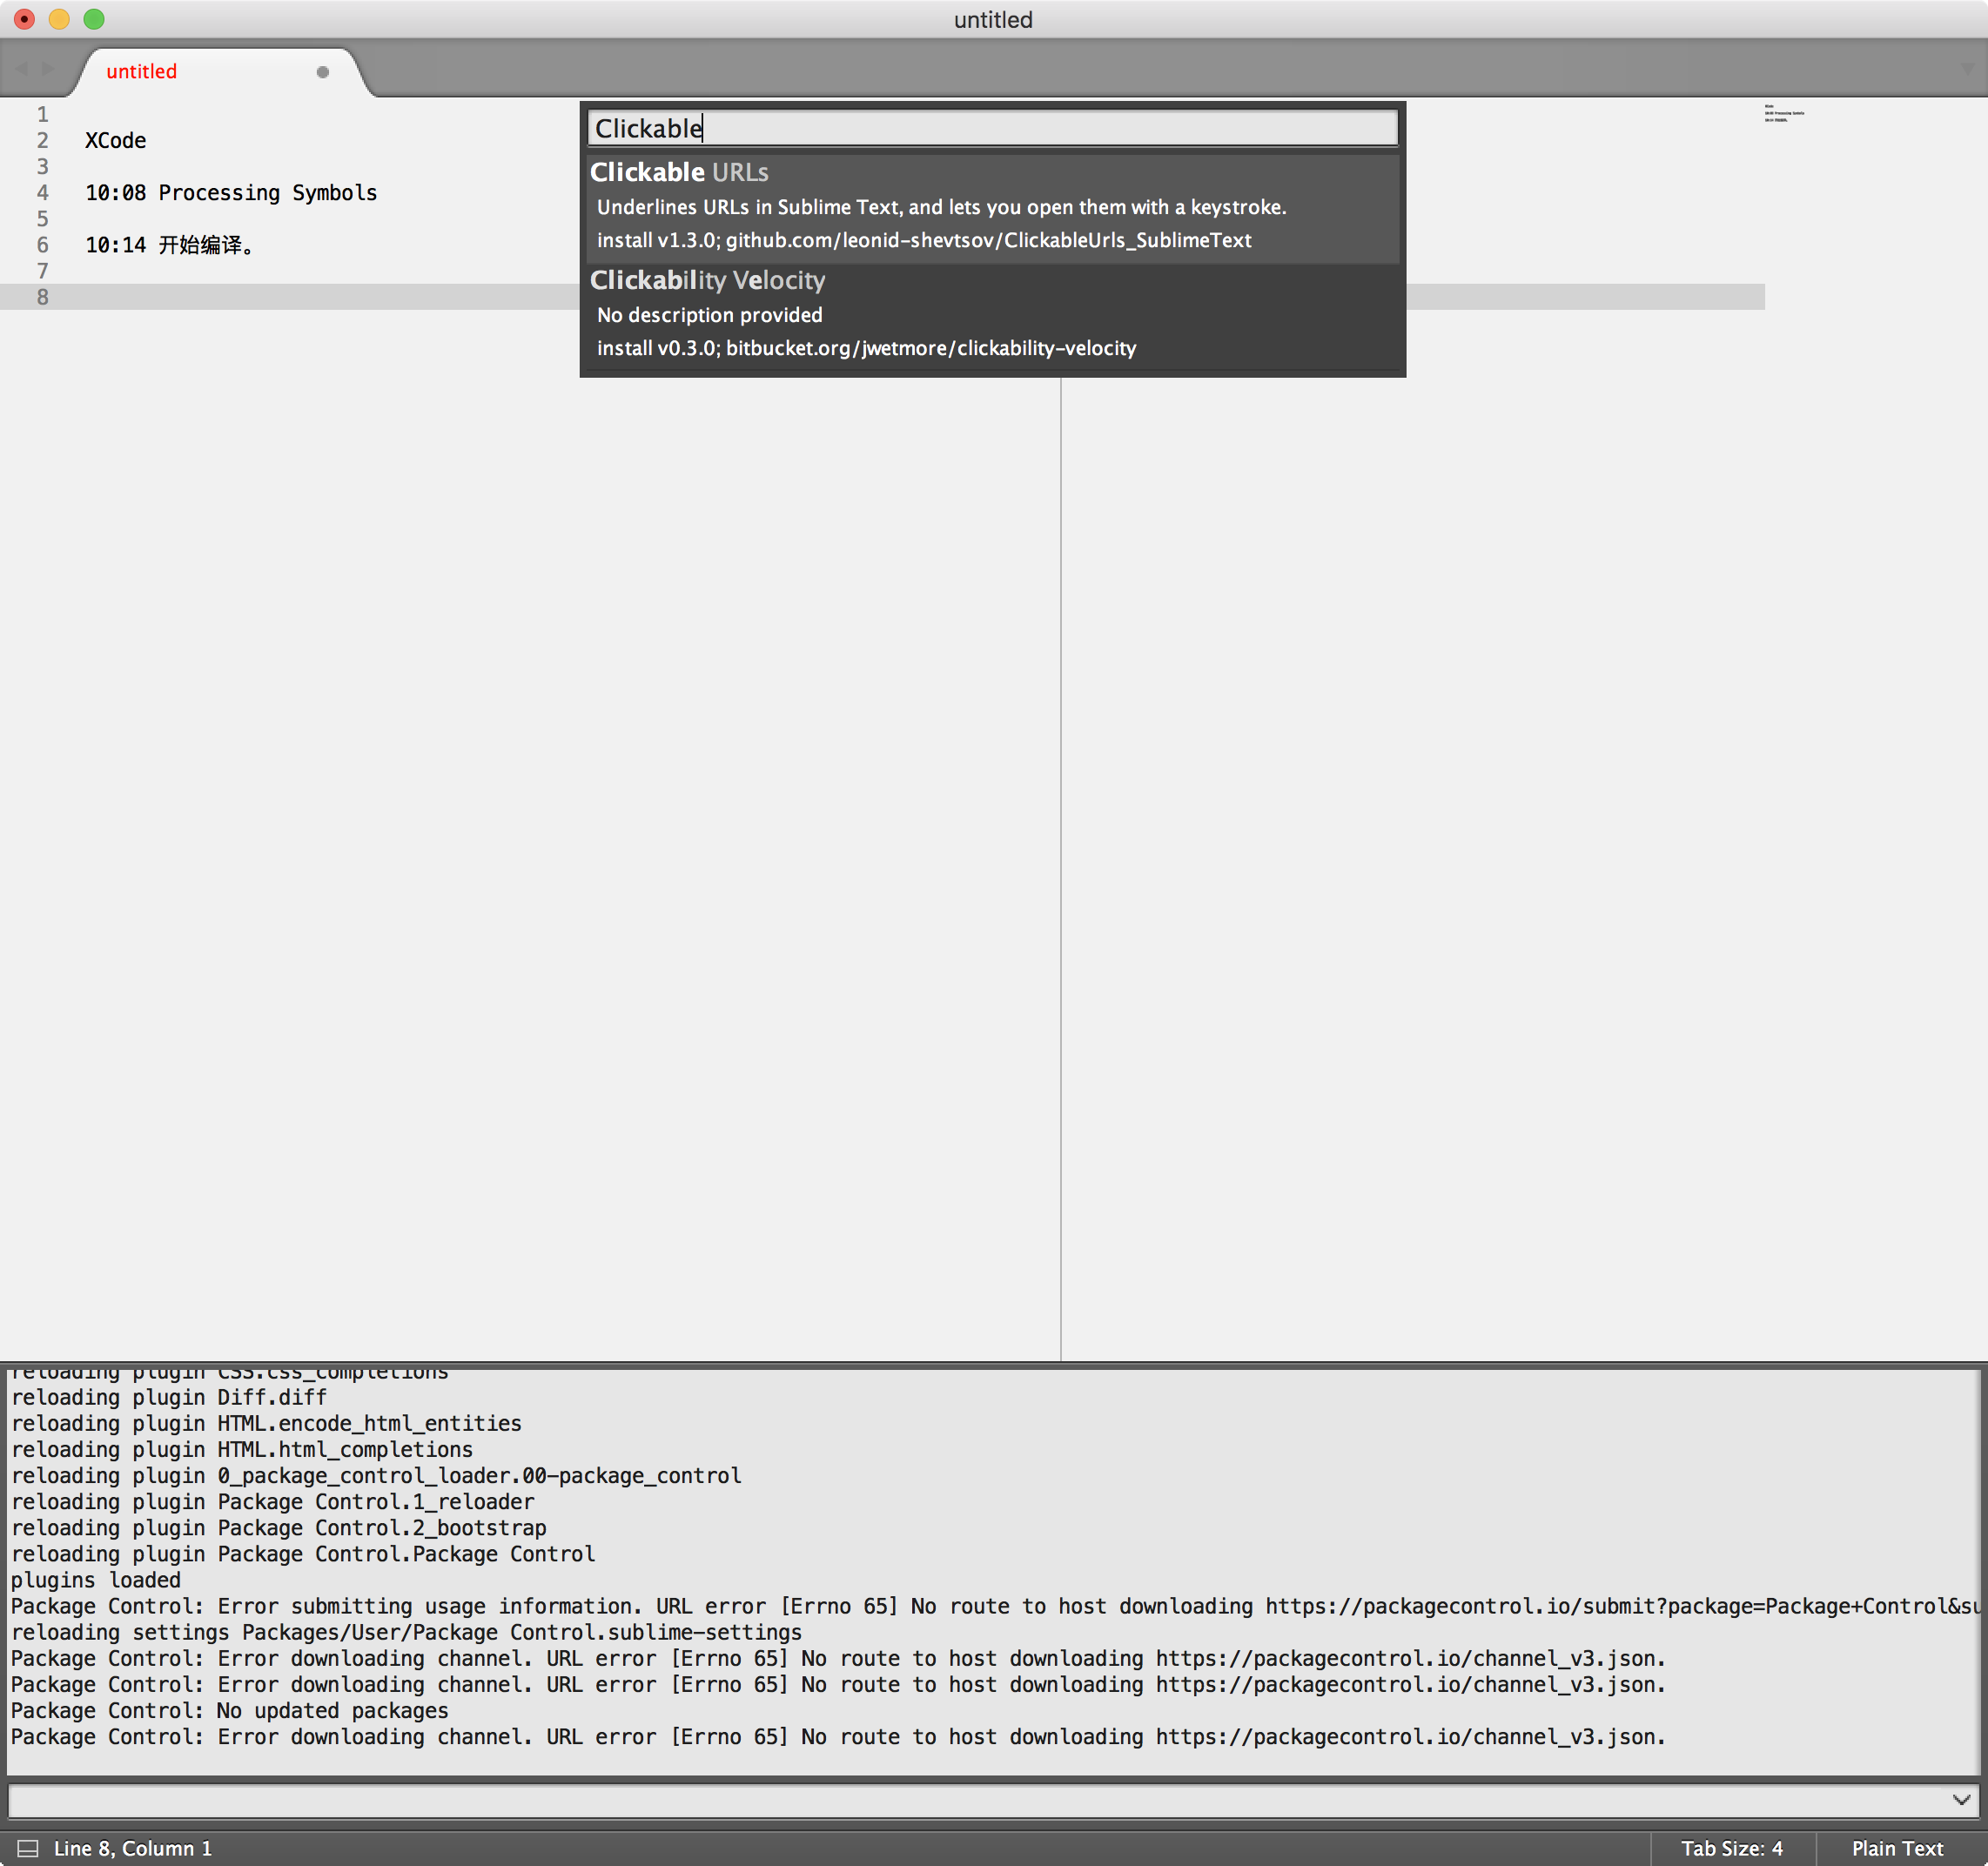 untitled
untitled
1
2 XCode
3
4 10:08 Processing Symbols
5
6 10:14 开始编译。
7
8
Clickable
Clickable URLs
Underlines URLs in Sublime Text, and lets you open them with a keystroke.
install v1.3.0; github.com/leonid-shevtsov/ClickableUrls_SublimeText
Clickability Velocity
No description provided
install v0.3.0; bitbucket.org/jwetmore/clickability-velocity
reloading plugin CSS.css_completions
reloading plugin Diff.diff
reloading plugin HTML.encode_html_entities
reloading plugin HTML.html_completions
reloading plugin 0_package_control_loader.00-package_control
reloading plugin Package Control.1_reloader
reloading plugin Package Control.2_bootstrap
reloading plugin Package Control.Package Control
plugins loaded
Package Control: Error submitting usage information. URL error [Errno 65] No route to host downloading https://packagecontrol.io/submit?package=Package+Control&su
reloading settings Packages/User/Package Control.sublime-settings
Package Control: Error downloading channel. URL error [Errno 65] No route to host downloading https://packagecontrol.io/channel_v3.json.
Package Control: Error downloading channel. URL error [Errno 65] No route to host downloading https://packagecontrol.io/channel_v3.json.
Package Control: No updated packages
Package Control: Error downloading channel. URL error [Errno 65] No route to host downloading https://packagecontrol.io/channel_v3.json.
Line 8, Column 1
Tab Size: 4
Plain Text